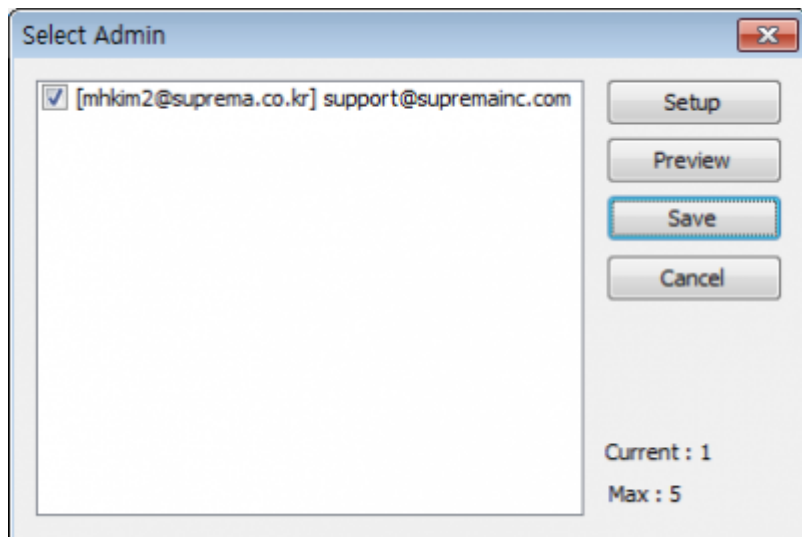 Select Admin
[mhkim2@suprema.co.kr] support@supremainc.com
Setup
Preview
Save
Cancel
Current : 1
Max : 5